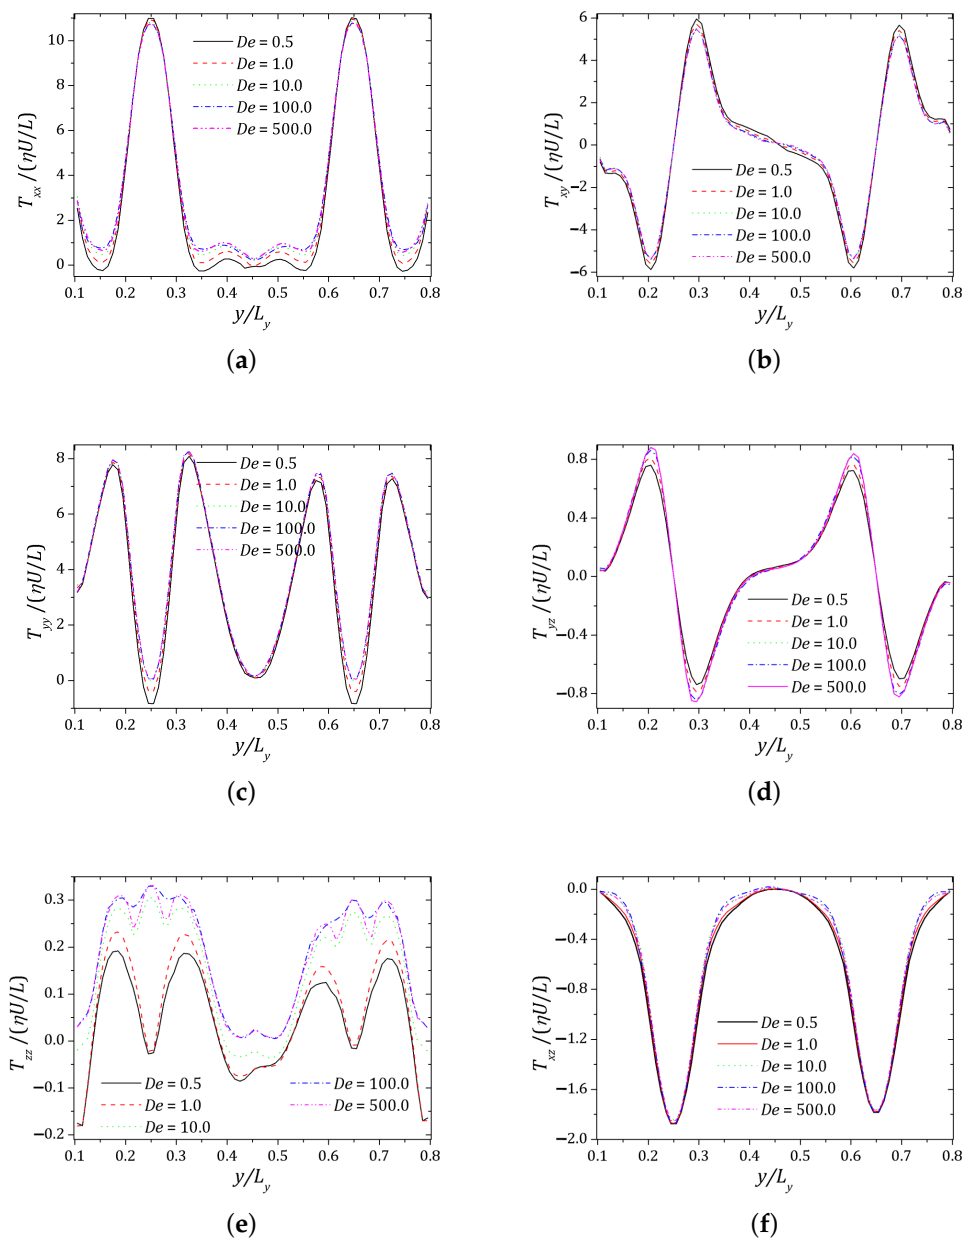 T_xx /(ηU/L)
10
8
6
4
2
0
De = 0.5
De = 1.0
De = 10.0
De = 100.0
De = 500.0
0.1 0.2 0.3 0.4 0.5 0.6 0.7 0.8
y/L_y
(a)
T_xy /(ηU/L)
6
4
2
0
−2
−4
−6
De = 0.5
De = 1.0
De = 10.0
De = 100.0
De = 500.0
0.1 0.2 0.3 0.4 0.5 0.6 0.7 0.8
y/L_y
(b)
T_yy /(ηU/L)
8
6
4
2
0
De = 0.5
De = 1.0
De = 10.0
De = 100.0
De = 500.0
0.1 0.2 0.3 0.4 0.5 0.6 0.7 0.8
y/L_y
(c)
T_yz /(ηU/L)
0.8
0.4
0.0
−0.4
−0.8
De = 0.5
De = 1.0
De = 10.0
De = 100.0
De = 500.0
0.1 0.2 0.3 0.4 0.5 0.6 0.7 0.8
y/L_y
(d)
T_zz /(ηU/L)
0.3
0.2
0.1
0.0
−0.1
−0.2
De = 0.5
De = 1.0
De = 10.0
De = 100.0
De = 500.0
0.1 0.2 0.3 0.4 0.5 0.6 0.7 0.8
y/L_y
(e)
T_xz /(ηU/L)
0.0
−0.4
−0.8
−1.2
−1.6
−2.0
De = 0.5
De = 1.0
De = 10.0
De = 100.0
De = 500.0
0.1 0.2 0.3 0.4 0.5 0.6 0.7 0.8
y/L_y
(f)